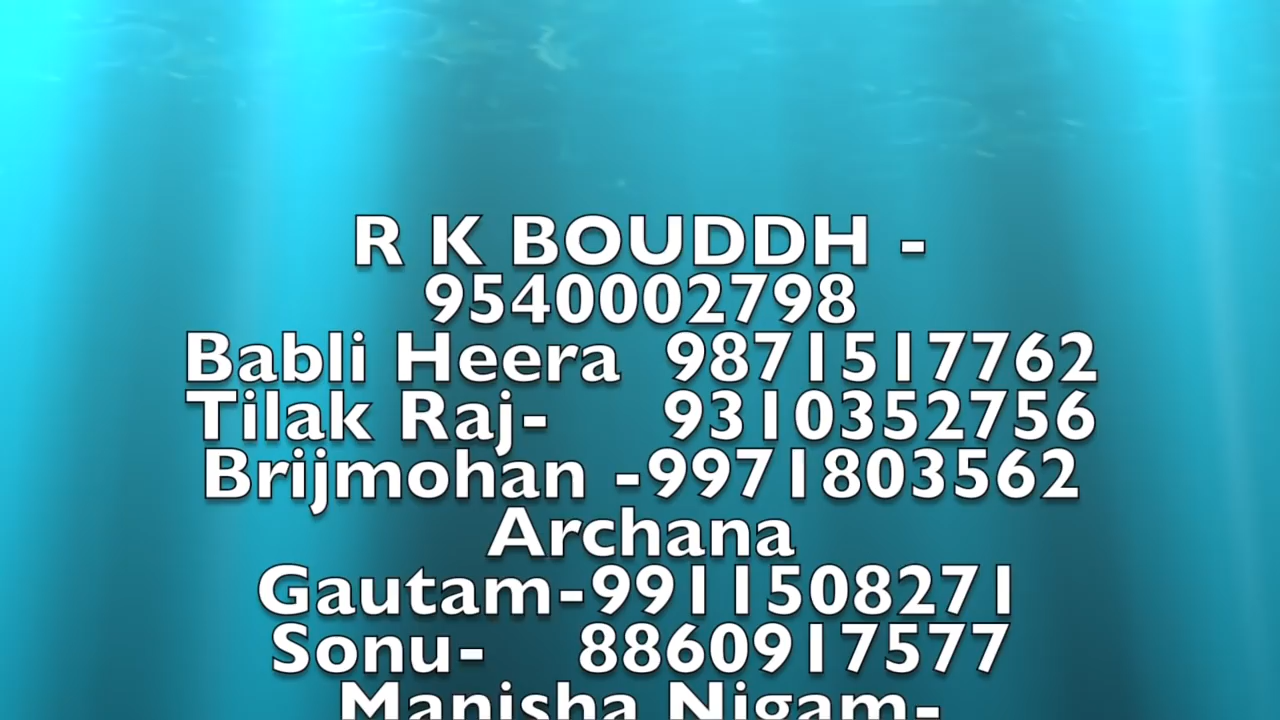 R K BOUDDH -
9540002798
Babli Heera 9871517762
Tilak Raj- 9310352756
Brijmohan -9971803562
Archana
Gautam-9911508271
Sonu- 8860917577
Manisha Nigam-